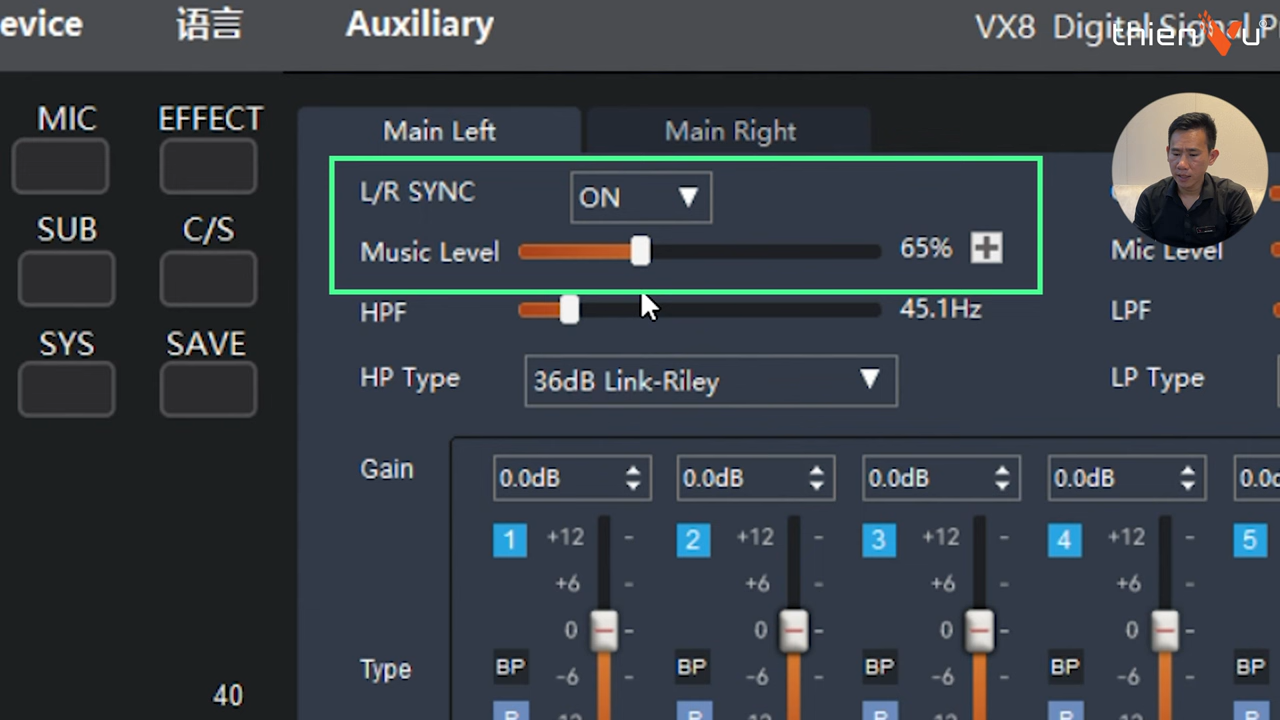 evice 语言 Auxiliary VX8 Digital Signal P
thienVu®
MIC EFFECT
Main Left Main Right
L/R SYNC ON
SUB C/S
Music Level 65% Mic Level
HPF 45.1Hz LPF
SYS SAVE
HP Type 36dB Link-Riley LP Type
Gain 0.0dB 0.0dB 0.0dB 0.0dB 0.0
1 +12 2 +12 3 +12 4 +12 5
+6 +6 +6 +6
0 0 0 0
Type BP -6 BP -6 BP -6 BP -6 BP
40